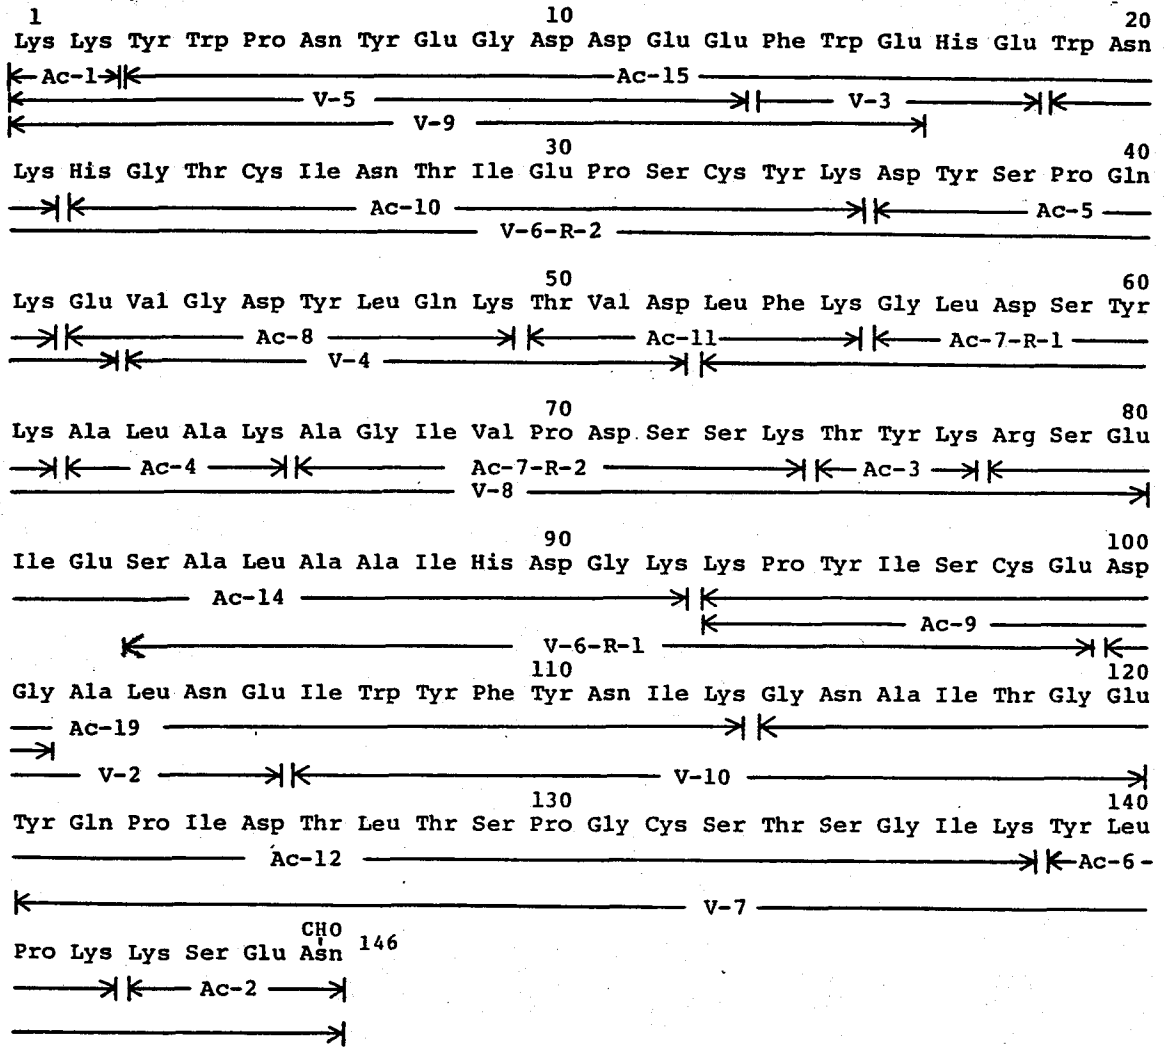 1 10 20
Lys Lys Tyr Trp Pro Asn Tyr Glu Gly Asp Asp Glu Glu Phe Trp Glu His Glu Trp Asn
Ac-1 Ac-15
V-5 V-3
V-9
30 40
Lys His Gly Thr Cys Ile Asn Thr Ile Glu Pro Ser Cys Tyr Lys Asp Tyr Ser Pro Gln
Ac-10 Ac-5
V-6-R-2
50 60
Lys Glu Val Gly Asp Tyr Leu Gln Lys Thr Val Asp Leu Phe Lys Gly Leu Asp Ser Tyr
Ac-8 Ac-11 Ac-7-R-1
V-4
70 80
Lys Ala Leu Ala Lys Ala Gly Ile Val Pro Asp Ser Ser Lys Thr Tyr Lys Arg Ser Glu
Ac-4 Ac-7-R-2 Ac-3
V-8
90 100
Ile Glu Ser Ala Leu Ala Ala Ile His Asp Gly Lys Lys Pro Tyr Ile Ser Cys Glu Asp
Ac-14
Ac-9
V-6-R-1
110 120
Gly Ala Leu Asn Glu Ile Trp Tyr Phe Tyr Asn Ile Lys Gly Asn Ala Ile Thr Gly Glu
Ac-19
V-2 V-10
130 140
Tyr Gln Pro Ile Asp Thr Leu Thr Ser Pro Gly Cys Ser Thr Ser Gly Ile Lys Tyr Leu
Ac-12 Ac-6
V-7
CHO
Pro Lys Lys Ser Glu Asn 146
Ac-2